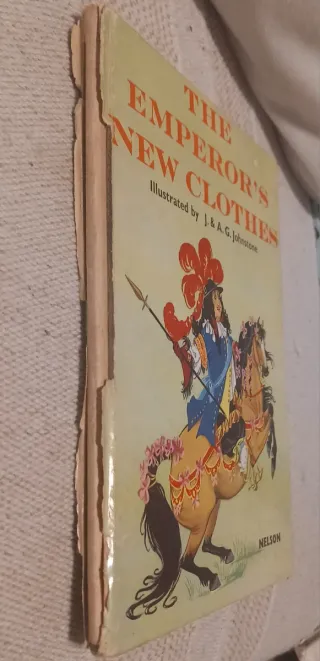 THE
EMPEROR'S
NEW CLOTHES
Illustrated by J. & A. G. Johnstone
NELSON